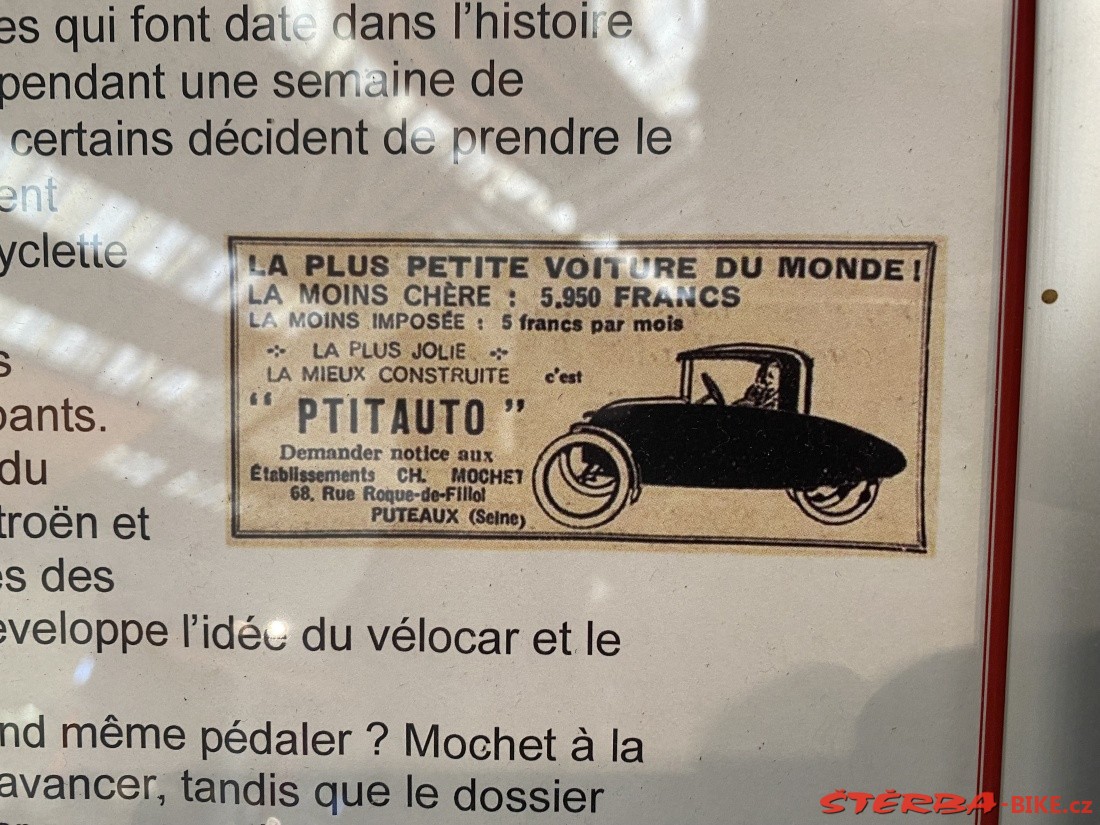 es qui font date dans l’histoire
pendant une semaine de
certains décident de prendre le
ent
yclette
LA PLUS PETITE VOITURE DU MONDE !
LA MOINS CHÈRE : 5.950 FRANCS
LA MOINS IMPOSÉE : 5 francs par mois
LA PLUS JOLIE
LA MIEUX CONSTRUITE c'est
“ PTITAUTO ”
Demander notice aux
Établissements CH. MOCHET
68, Rue Roque-de-Fillol
PUTEAUX (Seine)
s
pants.
du
troën et
es des
eveloppe l’idée du vélocar et le
nd même pédaler ? Mochet à la
avancer, tandis que le dossier
ŠTĚRBA-BIKE.cz